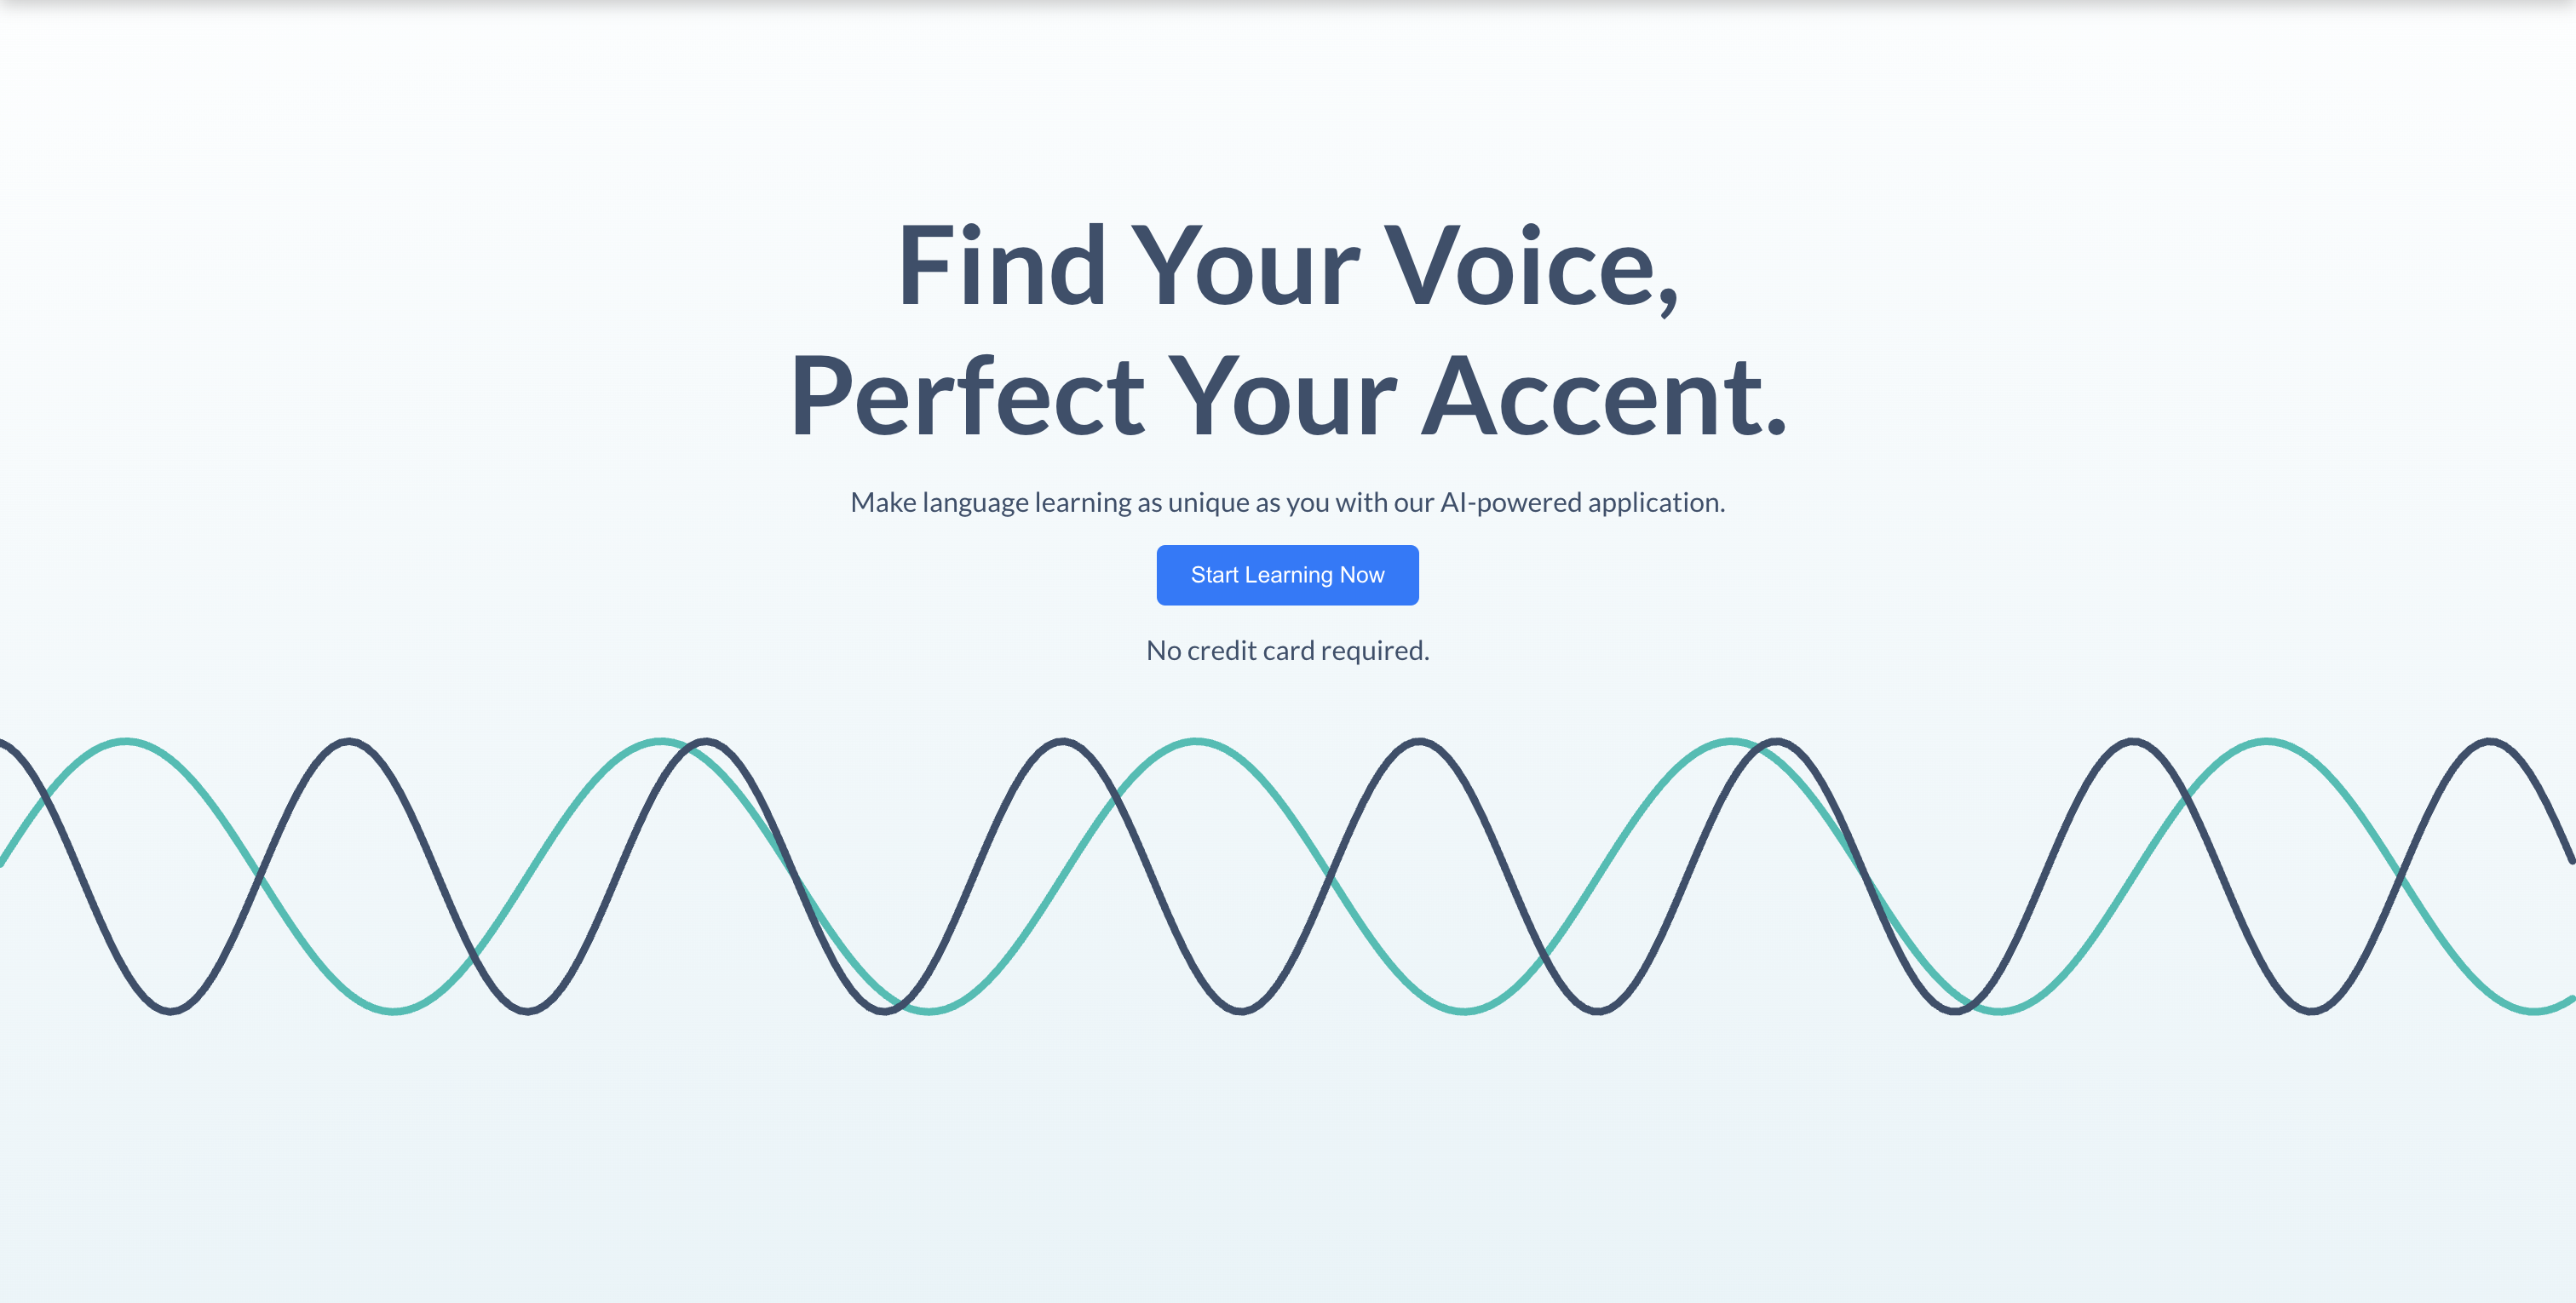 Find Your Voice,
Perfect Your Accent.
Make language learning as unique as you with our AI-powered application.
Start Learning Now
No credit card required.